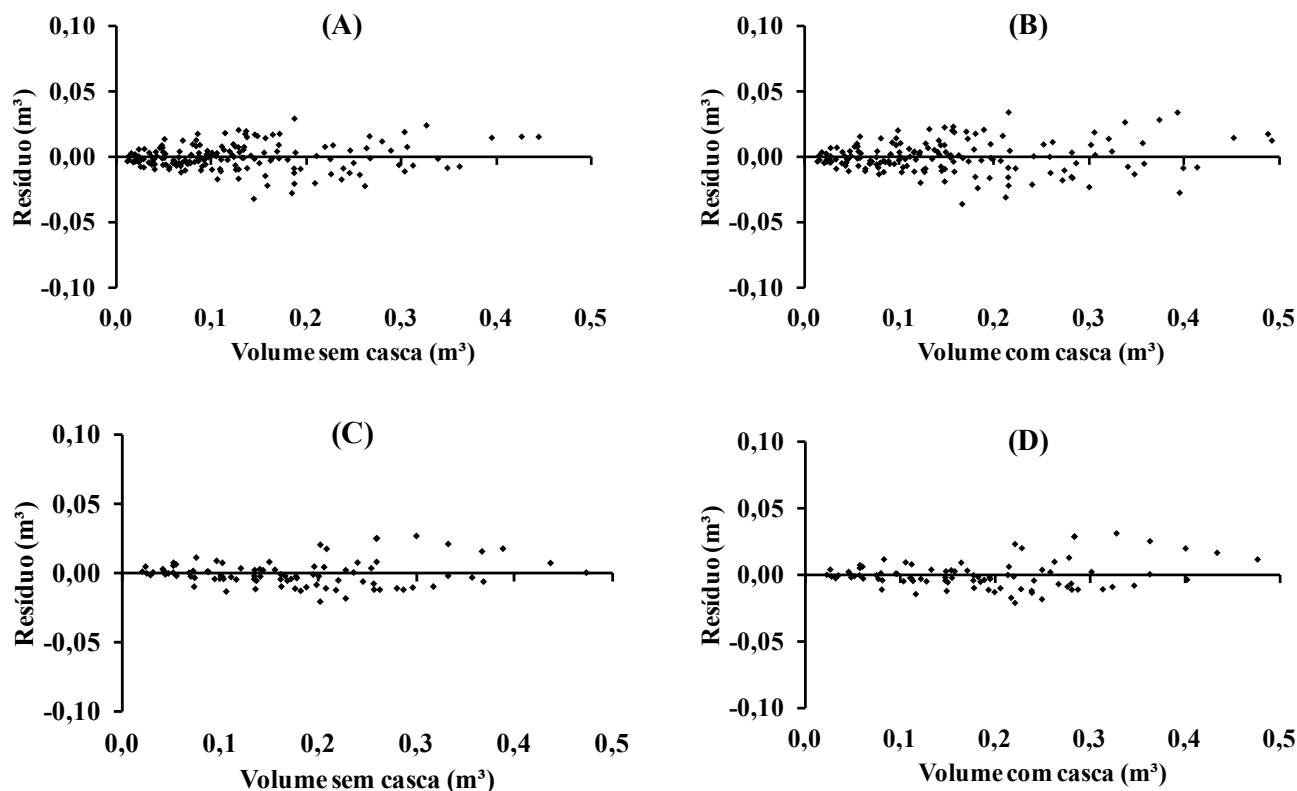 (A)
0,10
0,05
0,00
-0,05
-0,10
Resíduo (m³)
0,0 0,1 0,2 0,3 0,4 0,5
Volume sem casca (m³)
(B)
0,10
0,05
0,00
-0,05
-0,10
Resíduo (m³)
0,0 0,1 0,2 0,3 0,4 0,5
Volume com casca (m³)
(C)
0,10
0,05
0,00
-0,05
-0,10
Resíduo (m³)
0,0 0,1 0,2 0,3 0,4 0,5
Volume sem casca (m³)
(D)
0,10
0,05
0,00
-0,05
-0,10
Resíduo (m³)
0,0 0,1 0,2 0,3 0,4 0,5
Volume com casca (m³)